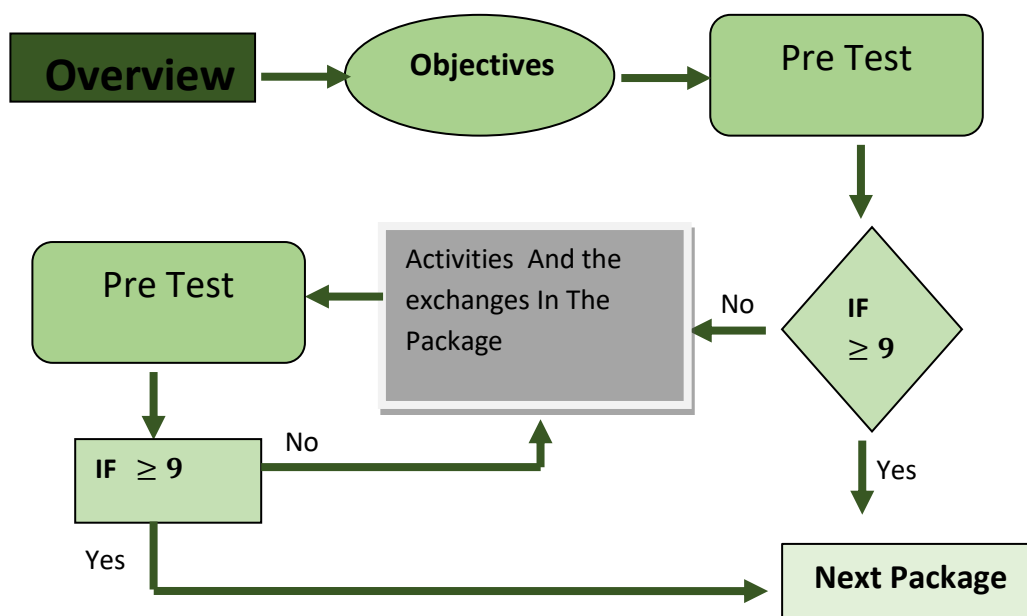 Overview
Objectives
Pre Test
IF
≥ 9
No
Yes
Activities And the
exchanges In The
Package
Pre Test
IF ≥ 9
No
Yes
Next Package